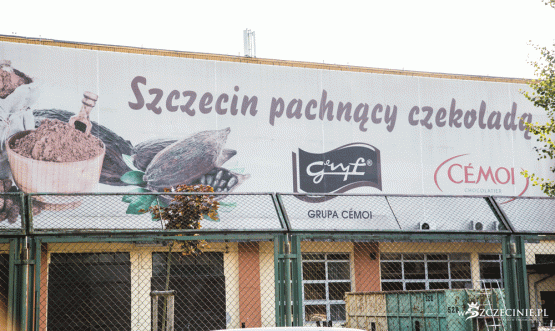 Szczecin pachnący czekoladą
Gryf®
GRUPA CÉMOI
CÉMOI
CHOCOLATIER
wSZCZECINIE.PL